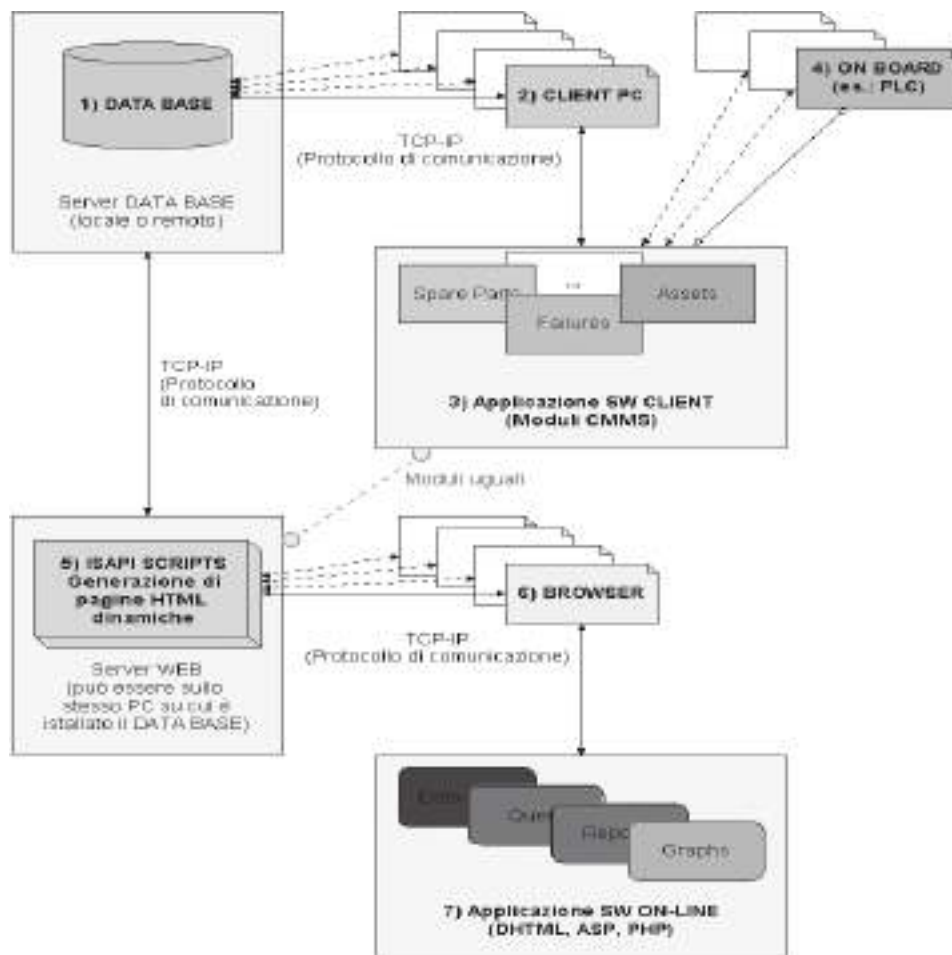 1) DATA BASE
Server DATA BASE
(locale o remoto)
2) CLIENT PC
4) ON BOARD
(es.: PLC)
TCP-IP
(Protocollo di comunicazione)
Spare Parts
...
Failures
Assets
3) Applicazione SW CLIENT
(Moduli CMMS)
TCP-IP
(Protocollo
di comunicazione)
Moduli uguali
5) ISAPI SCRIPTS
Generazione di
pagine HTML
dinamiche
Server WEB
(può essere sullo
stesso PC su cui è
istallato il DATA BASE)
6) BROWSER
TCP-IP
(Protocollo di comunicazione)
Graphs
7) Applicazione SW ON-LINE
(DHTML, ASP, PHP)